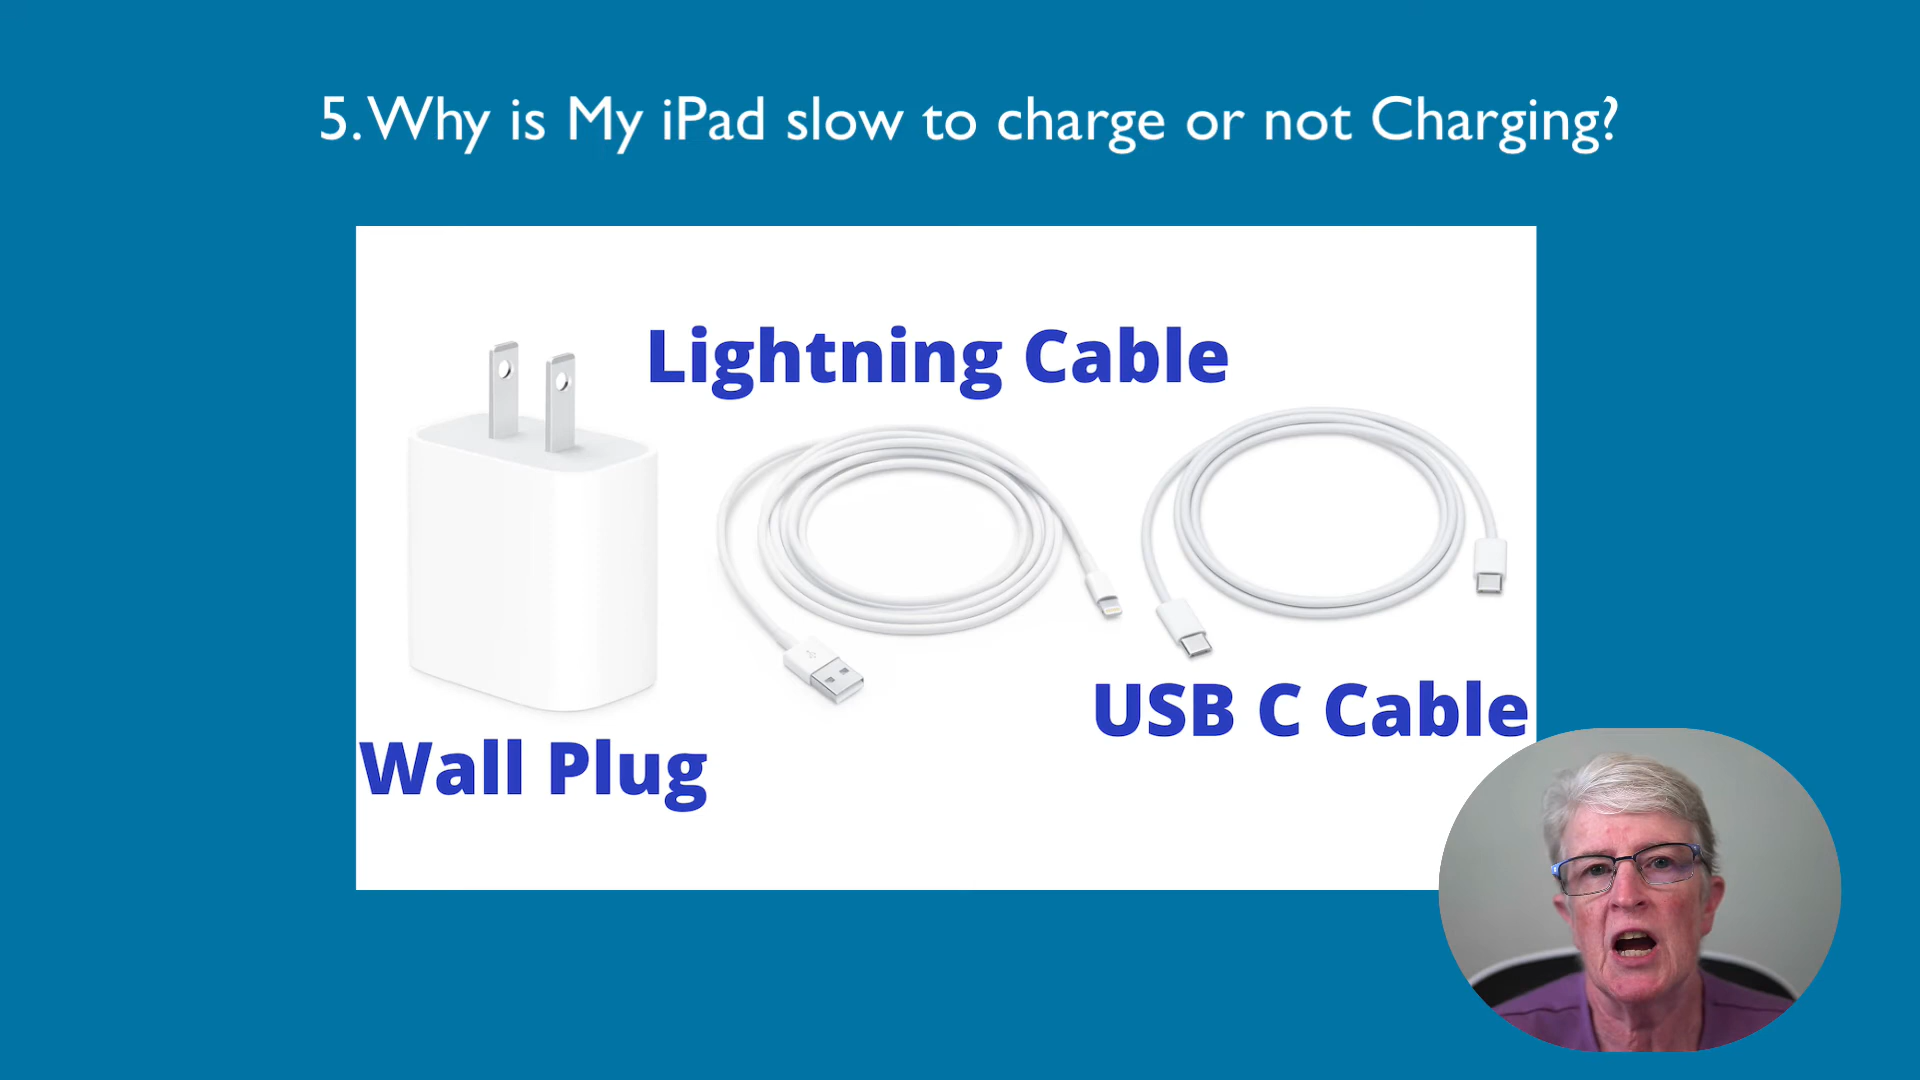 5. Why is My iPad slow to charge or not Charging?
Lightning Cable
USB C Cable
Wall Plug